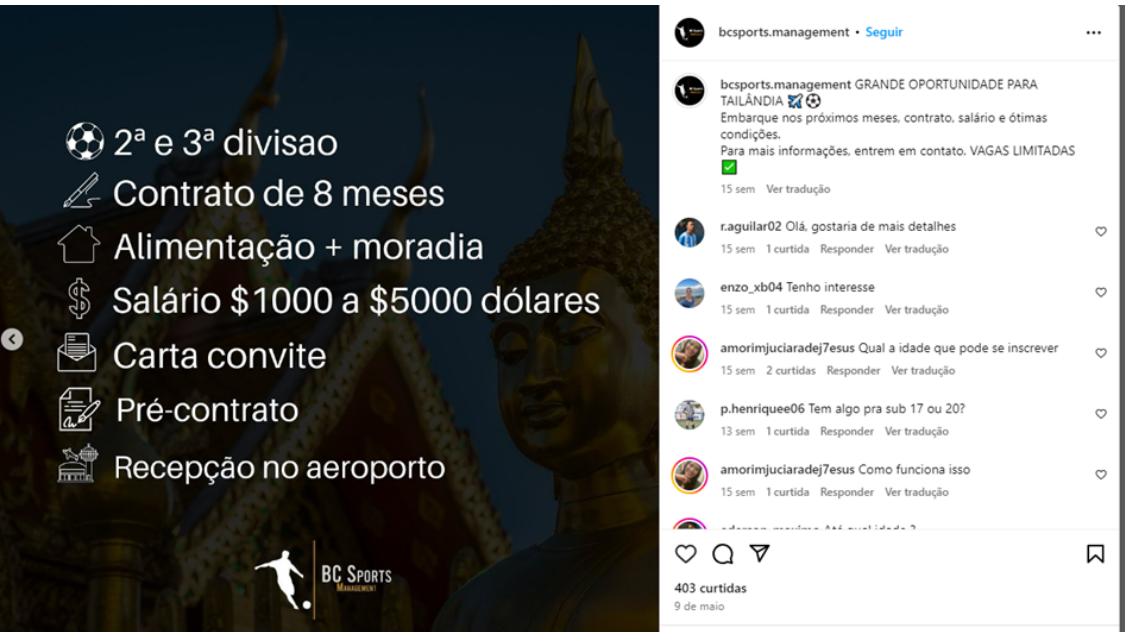 2ª e 3ª divisao
Contrato de 8 meses
Alimentação + moradia
Salário $1000 a $5000 dólares
Carta convite
Pré-contrato
Recepção no aeroporto
BC SPORTS
MANAGEMENT
bcsports.management • Seguir
bcsports.management GRANDE OPORTUNIDADE PARA
TAILÂNDIA ✈️ ⚽
Embarque nos próximos meses, contrato, salário e ótimas
condições.
Para mais informações, entrem em contato. VAGAS LIMITADAS
✅
15 sem Ver tradução
r.aguilar02 Olá, gostaria de mais detalhes
15 sem 1 curtida Responder Ver tradução
enzo_xb04 Tenho interesse
15 sem 1 curtida Responder Ver tradução
amorimjuciaradej7esus Qual a idade que pode se inscrever
15 sem 2 curtidas Responder Ver tradução
p.henriquee06 Tem algo pra sub 17 ou 20?
13 sem 1 curtida Responder Ver tradução
amorimjuciaradej7esus Como funciona isso
15 sem 1 curtida Responder Ver tradução
403 curtidas
9 de maio